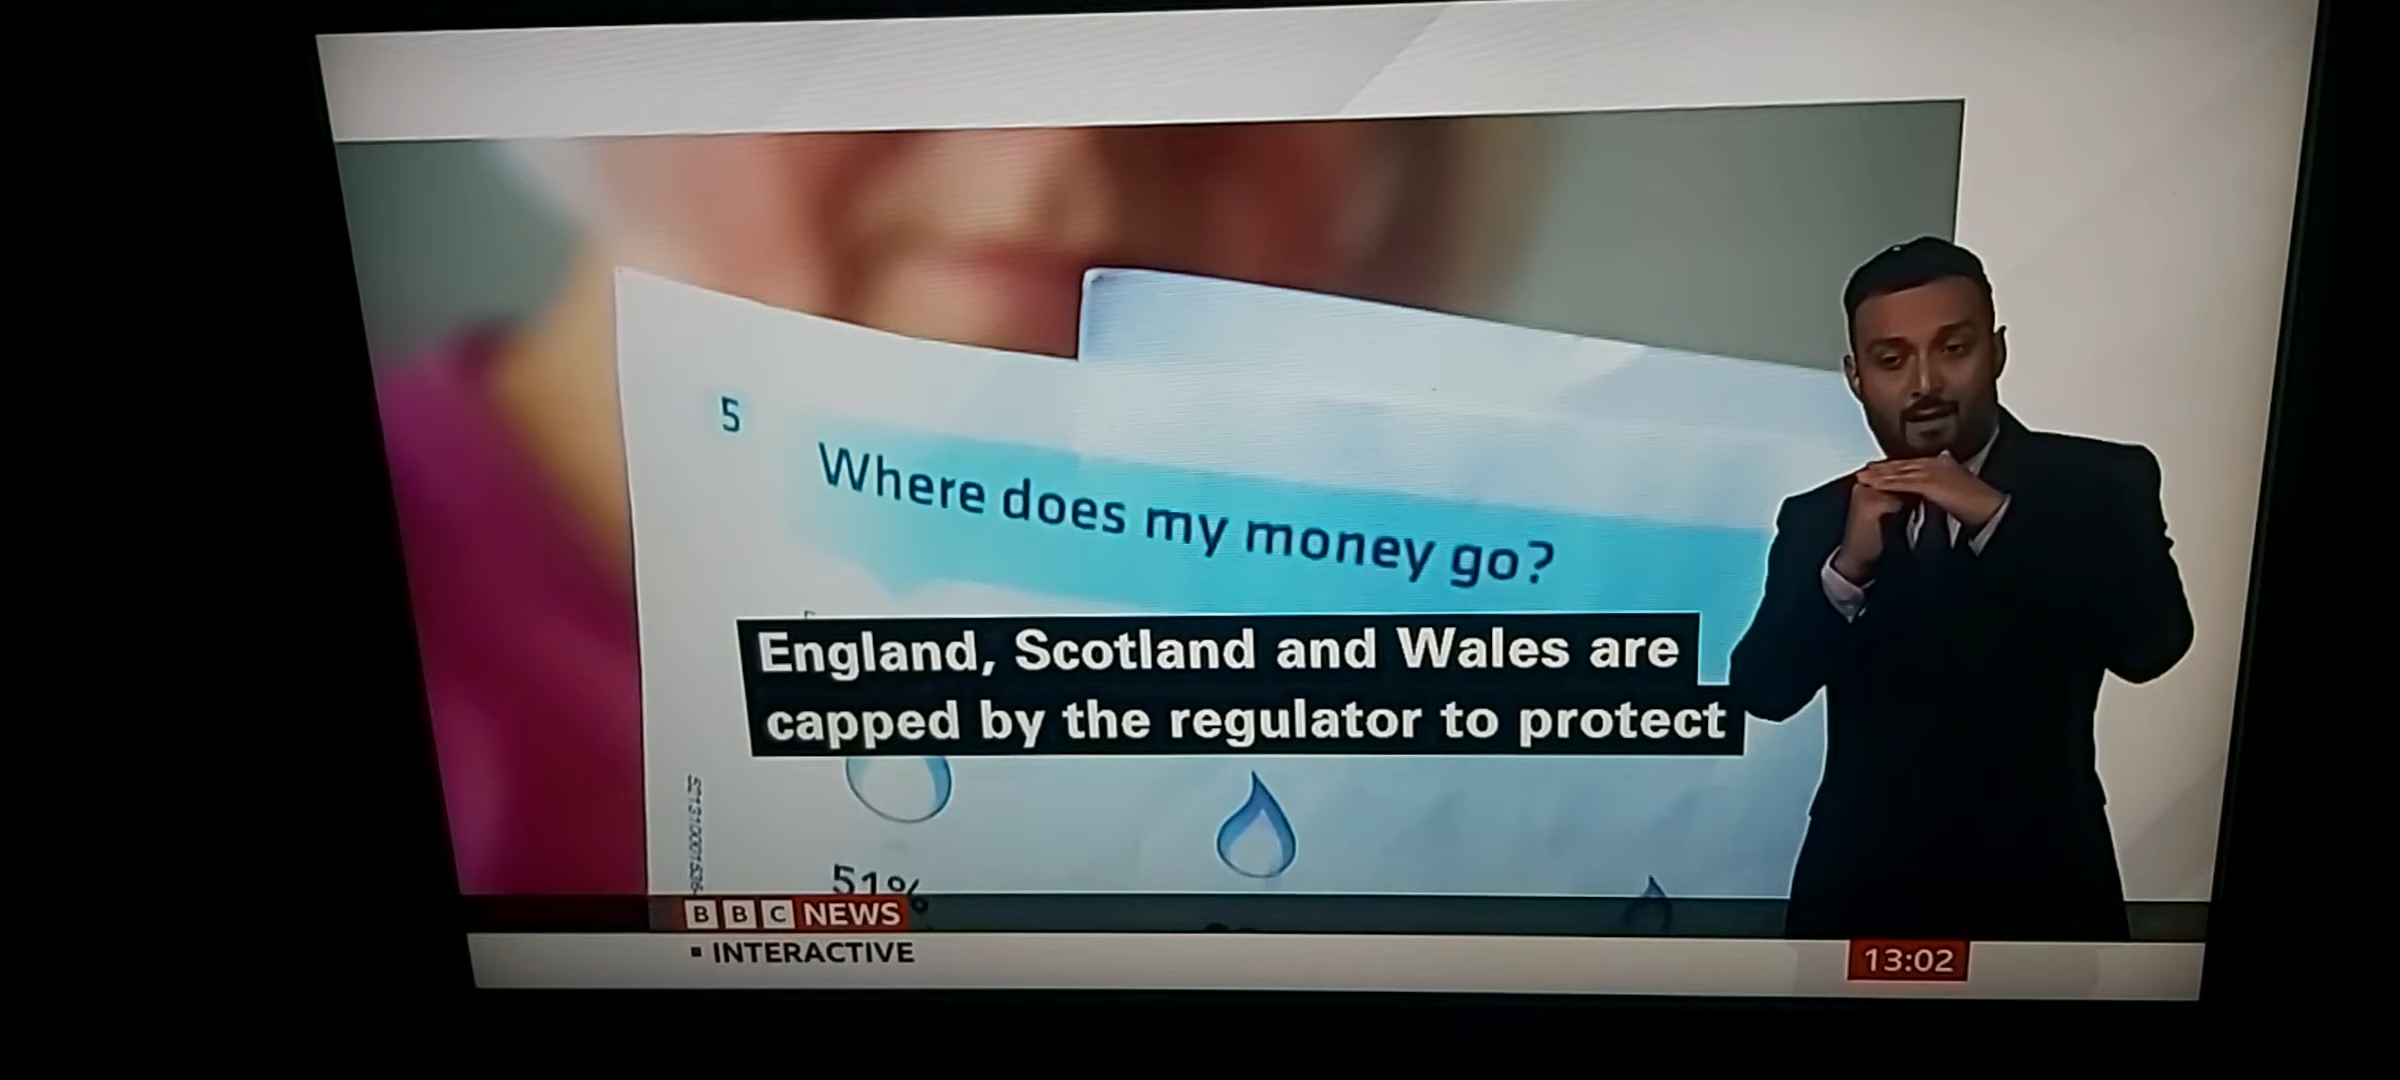 5
Where does my money go?
England, Scotland and Wales are
capped by the regulator to protect
51%
BBC NEWS
INTERACTIVE
13:02